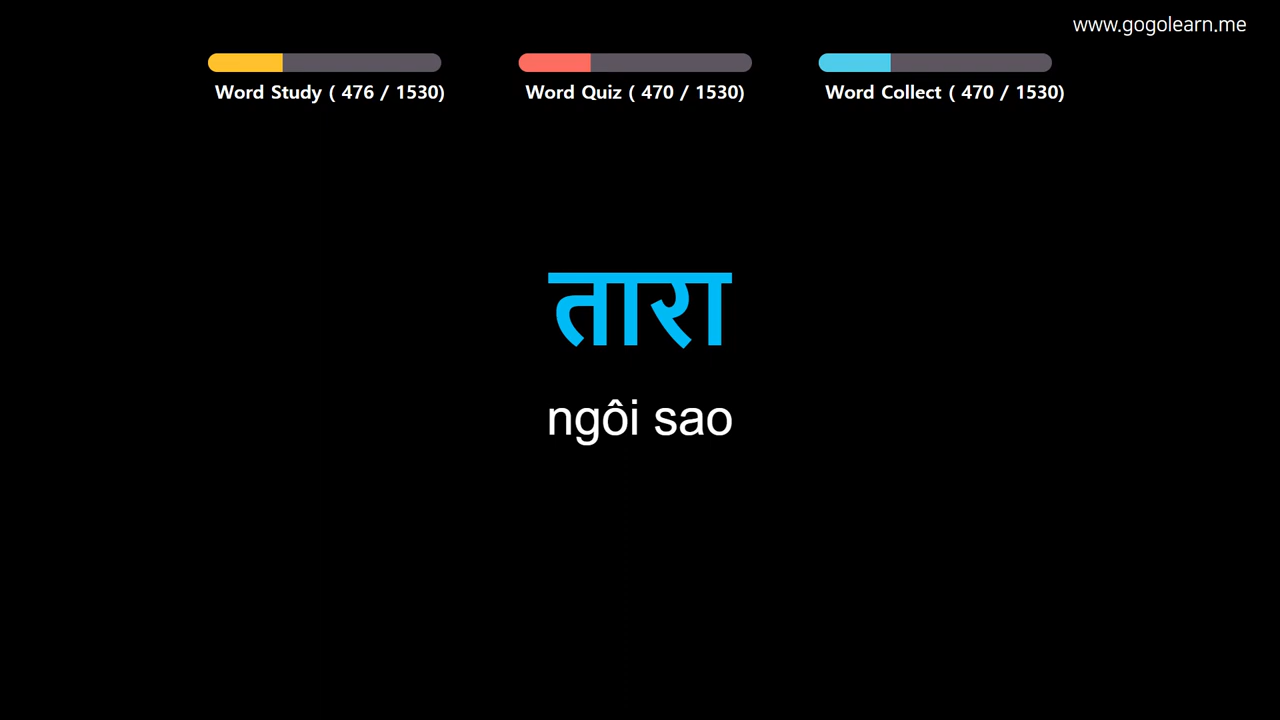 www.gogolearn.me
Word Study ( 476 / 1530)
Word Quiz ( 470 / 1530)
Word Collect ( 470 / 1530)
तारा
ngôi sao